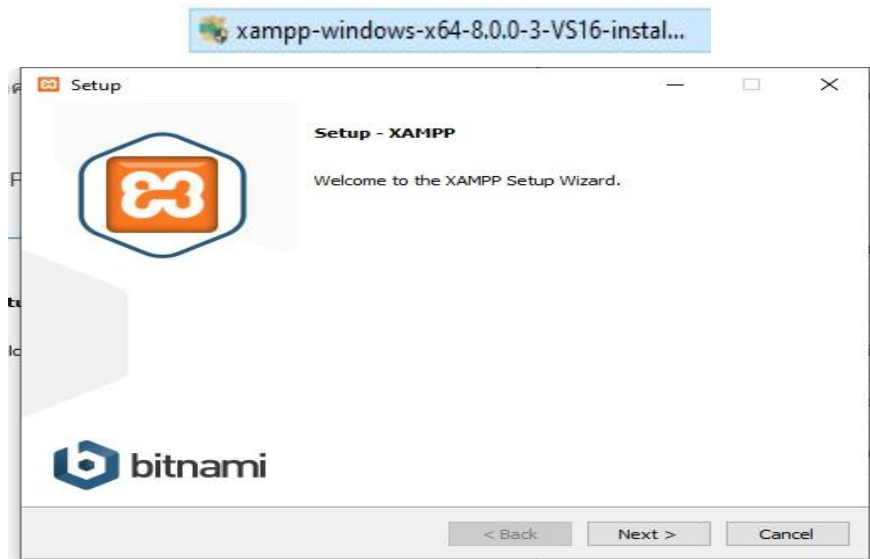 xampp-windows-x64-8.0.0-3-VS16-instal...
Setup
Setup - XAMPP
Welcome to the XAMPP Setup Wizard.
bitnami
< Back Next > Cancel